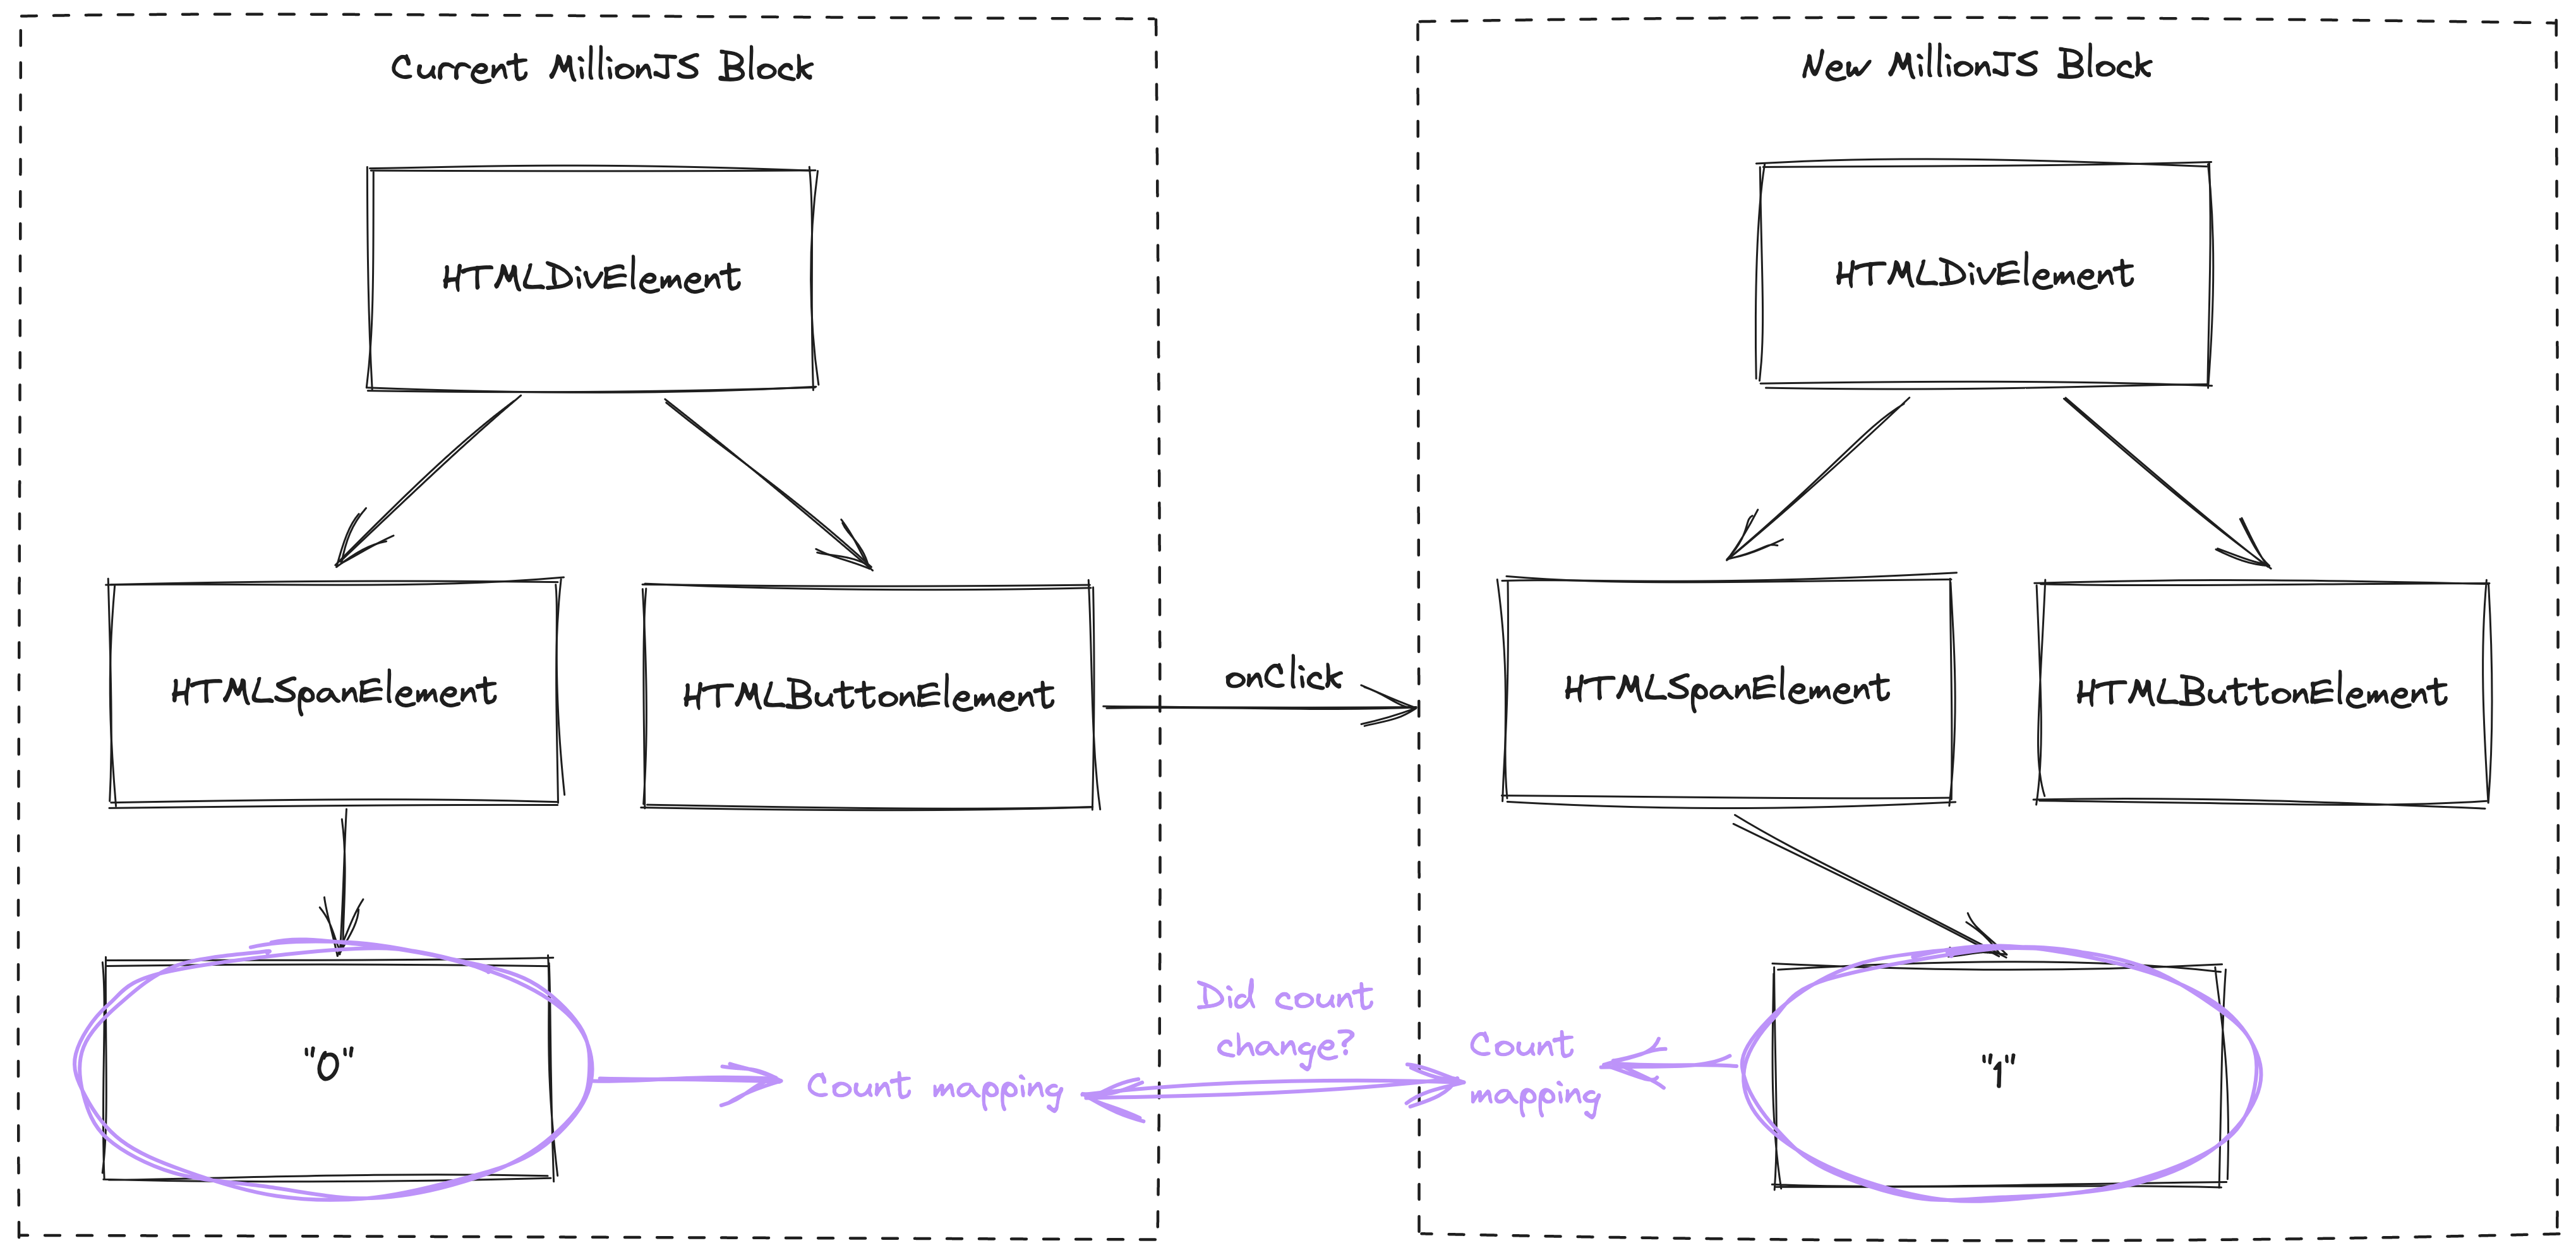 Current MillionJS Block
HTMLDivElement
HTMLSpanElement
HTMLButtonElement
"0"
Count mapping
onClick
Did count
change?
New MillionJS Block
HTMLDivElement
HTMLSpanElement
HTMLButtonElement
Count
mapping
"1"